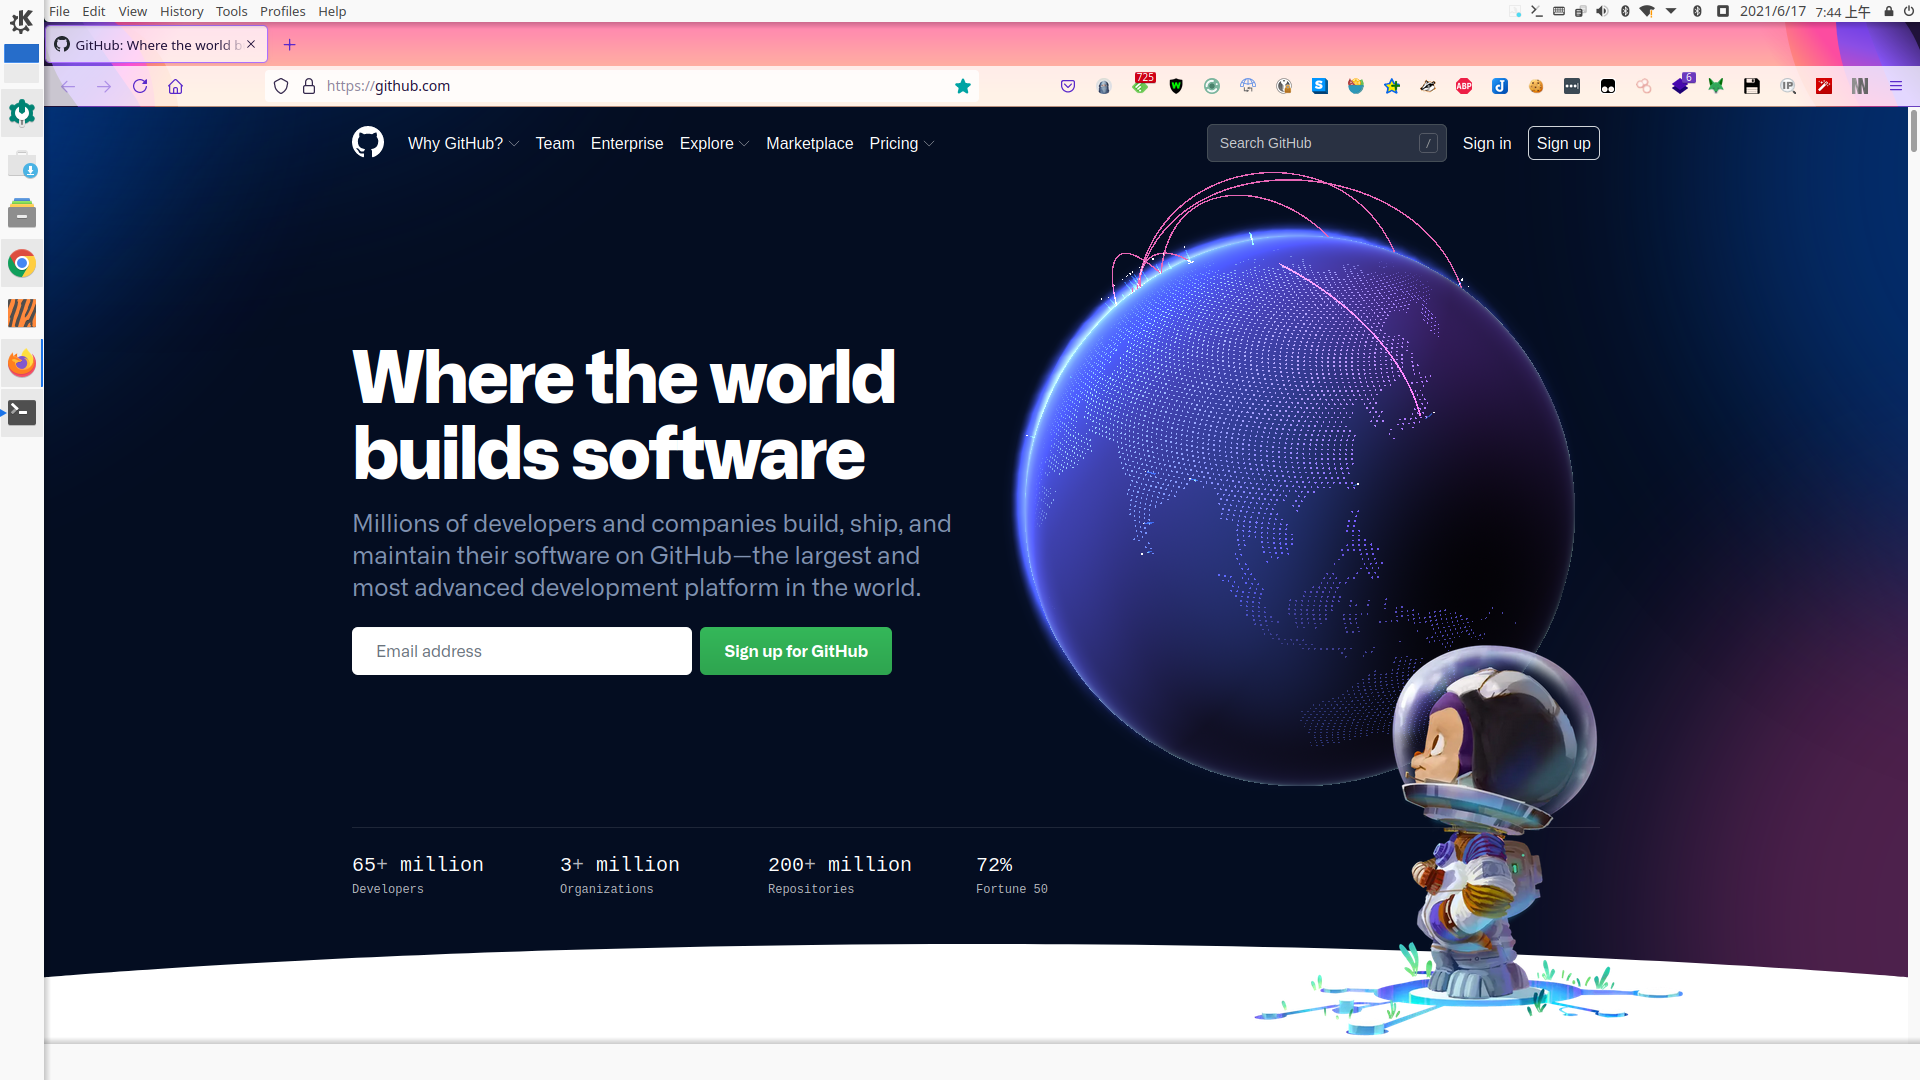 File Edit View History Tools Profiles Help
2021/6/17 7:44 上午
GitHub: Where the world b
https://github.com
725
ABP
6
IP
Why GitHub? Team Enterprise Explore Marketplace Pricing
Search GitHub /
Sign in
Sign up
Where the world
builds software
Millions of developers and companies build, ship, and
maintain their software on GitHub—the largest and
most advanced development platform in the world.
Email address
Sign up for GitHub
65+ million
Developers
3+ million
Organizations
200+ million
Repositories
72%
Fortune 50